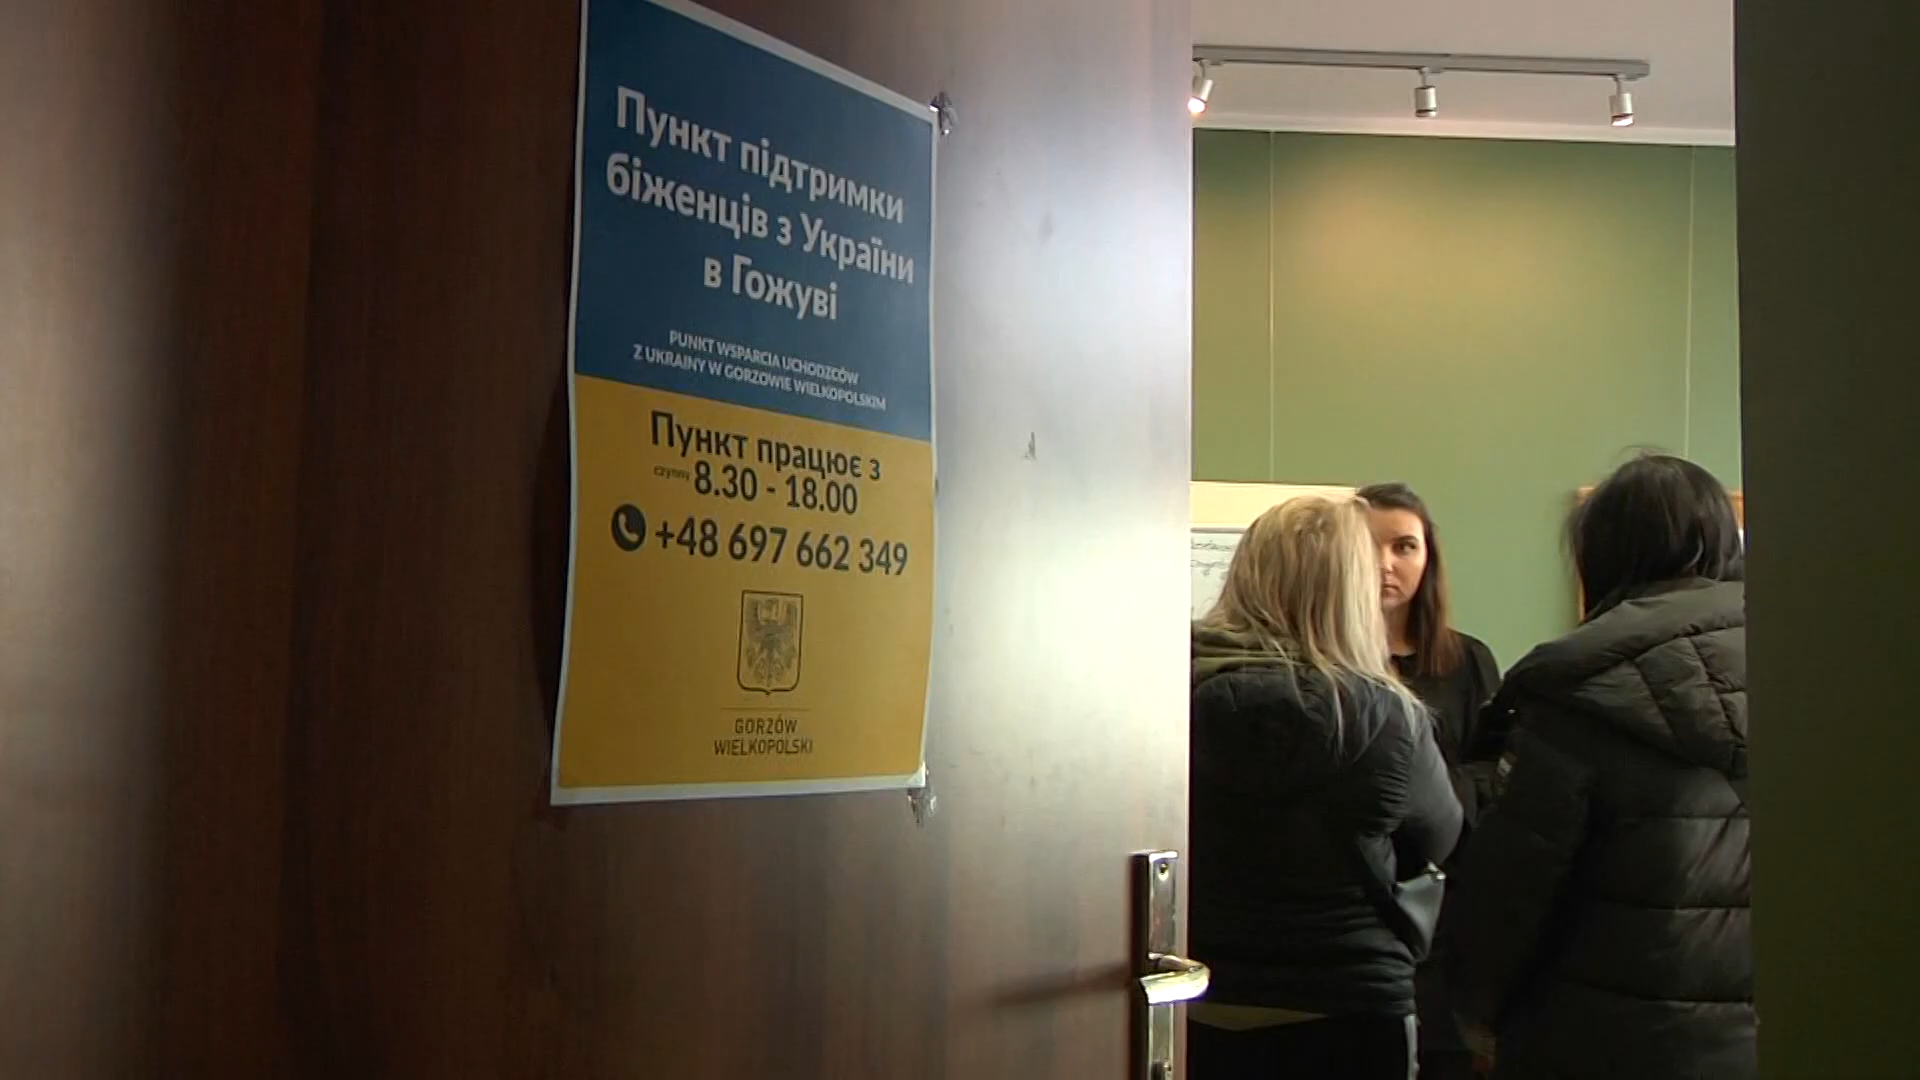 Пункт підтримки
біженців з України
в Гожуві
PUNKT WSPARCIA UCHODZCÓW
Z UKRAINY W GORZOWIE WIELKOPOLSKIM
Пункт працює з
czynny 8.30 - 18.00
+48 697 662 349
GORZÓW
WIELKOPOLSKI